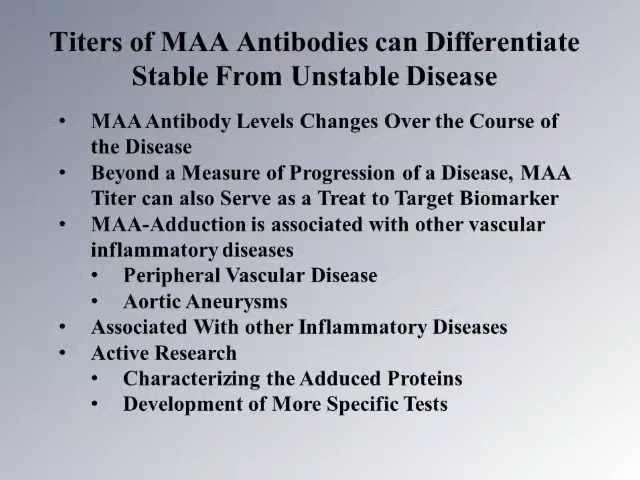 Titers of MAA Antibodies can Differentiate
Stable From Unstable Disease
• MAA Antibody Levels Changes Over the Course of
the Disease
• Beyond a Measure of Progression of a Disease, MAA
Titer can also Serve as a Treat to Target Biomarker
• MAA-Adduction is associated with other vascular
inflammatory diseases
• Peripheral Vascular Disease
• Aortic Aneurysms
• Associated With other Inflammatory Diseases
• Active Research
• Characterizing the Adduced Proteins
• Development of More Specific Tests